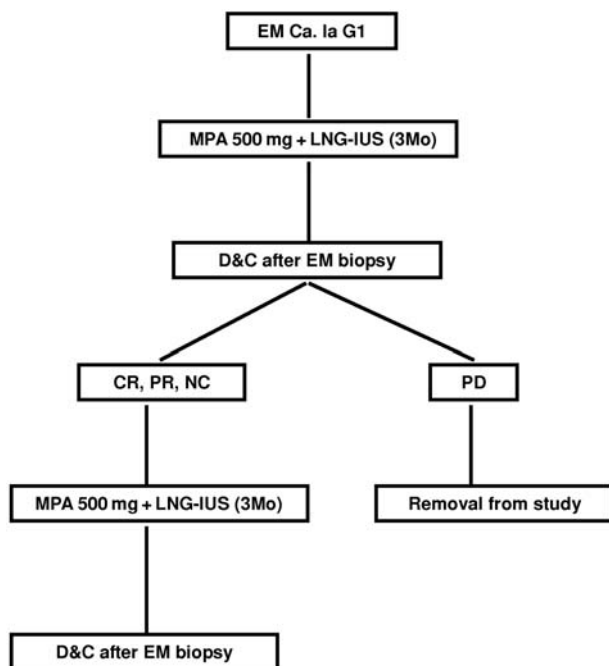 EM Ca. Ia G1
MPA 500 mg + LNG-IUS (3Mo)
D&C after EM biopsy
CR, PR, NC
PD
MPA 500 mg + LNG-IUS (3Mo)
Removal from study
D&C after EM biopsy